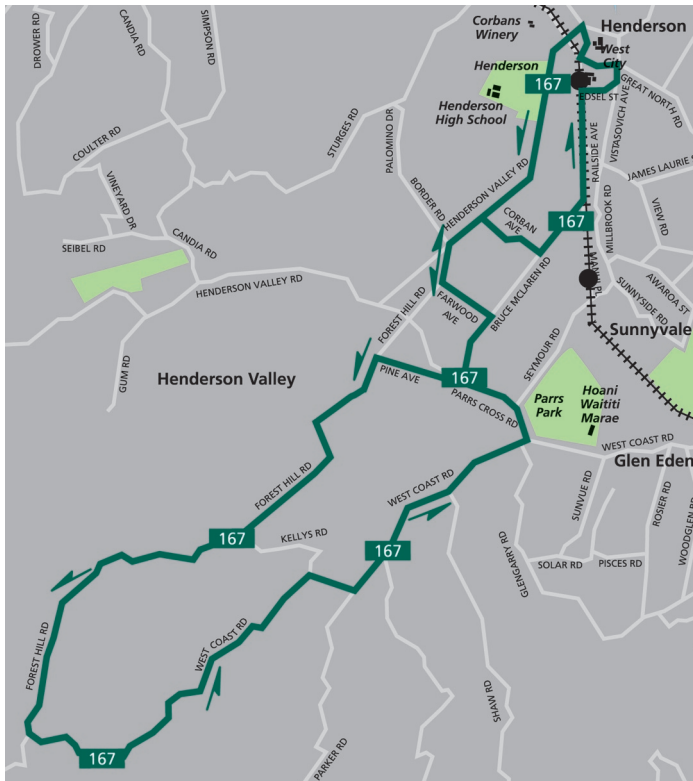 DROWER RD
CANDIA RD
SIMPSON RD
Corbans
Winery
Henderson
West
City
Henderson
167
EDSEL ST
GREAT NORTH RD
Henderson
High School
VISTASOVICH AVE
RAILSIDE AVE
STURGES RD
PALOMINO DR
COULTER RD
JAMES LAURIE
VINEYARD DR
BORDER RD
HENDERSON VALLEY RD
CORBAN
AVE
167
MILLBROOK RD
VIEW RD
SEIBEL RD
CANDIA RD
HENDERSON VALLEY RD
FARWOOD
AVE
BRUCE MCLAREN RD
SUNNYSIDE RD
AWAROA ST
FOREST HILL RD
Sunnyvale
SEYMOUR RD
GUM RD
Henderson Valley
PINE AVE
167
PARRS CROSS RD
Parrs
Park
Hoani
Waititi
Marae
WEST COAST RD
Glen Eden
FOREST HILL RD
WEST COAST RD
SUNVUE RD
ROSIER RD
WOODGLEN RD
167
KELLYS RD
167
GLENGARRY RD
SOLAR RD
PISCES RD
FOREST HILL RD
WEST COAST RD
SHAW RD
167
PARKER RD